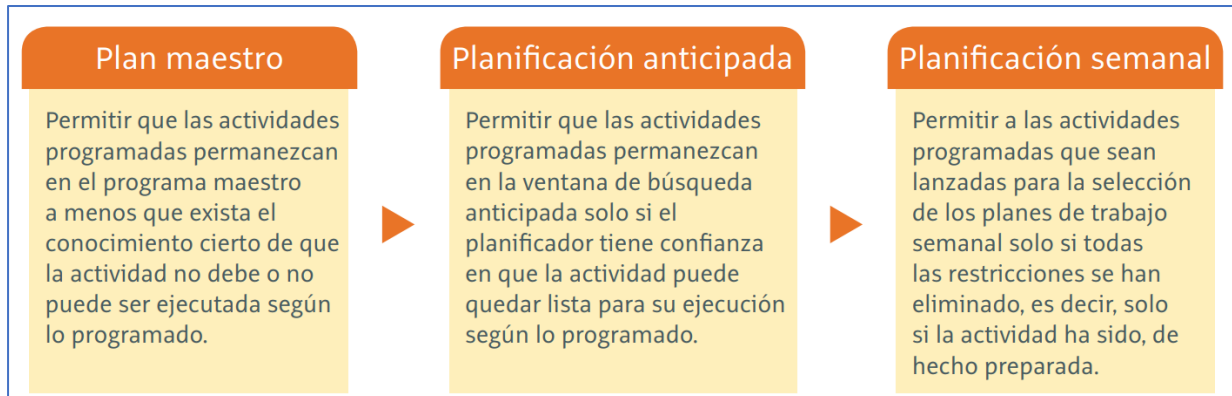 Plan maestro
Permitir que las actividades
programadas permanezcan
en el programa maestro
a menos que exista el
conocimiento cierto de que
la actividad no debe o no
puede ser ejecutada según
lo programado.
Planificación anticipada
Permitir que las actividades
programadas permanezcan
en la ventana de búsqueda
anticipada solo si el
planificador tiene confianza
en que la actividad puede
quedar lista para su ejecución
según lo programado.
Planificación semanal
Permitir a las actividades
programadas que sean
lanzadas para la selección
de los planes de trabajo
semanal solo si todas
las restricciones se han
eliminado, es decir, solo
si la actividad ha sido, de
hecho preparada.